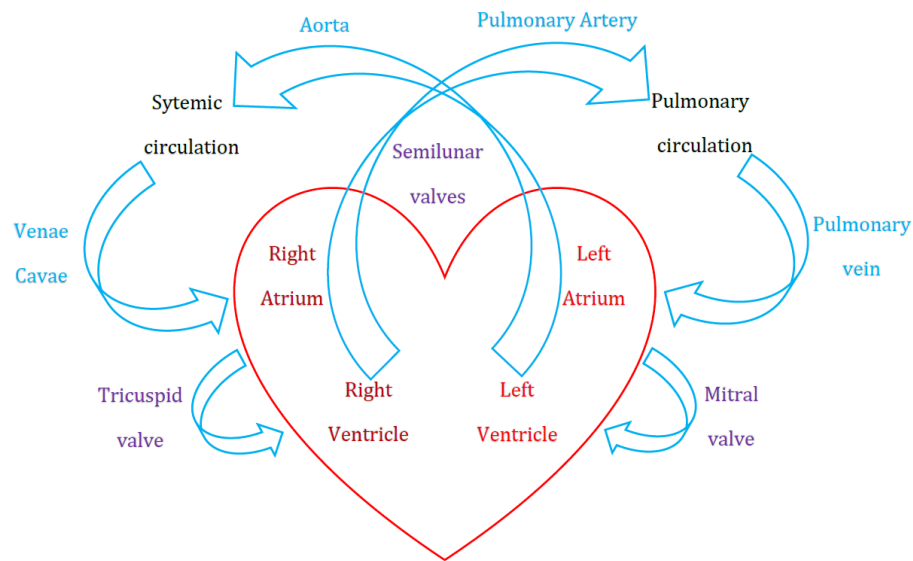 Aorta
Pulmonary Artery
Sytemic
circulation
Pulmonary
circulation
Semilunar
valves
Venae
Cavae
Right
Atrium
Left
Atrium
Pulmonary
vein
Tricuspid
valve
Right
Ventricle
Left
Ventricle
Mitral
valve